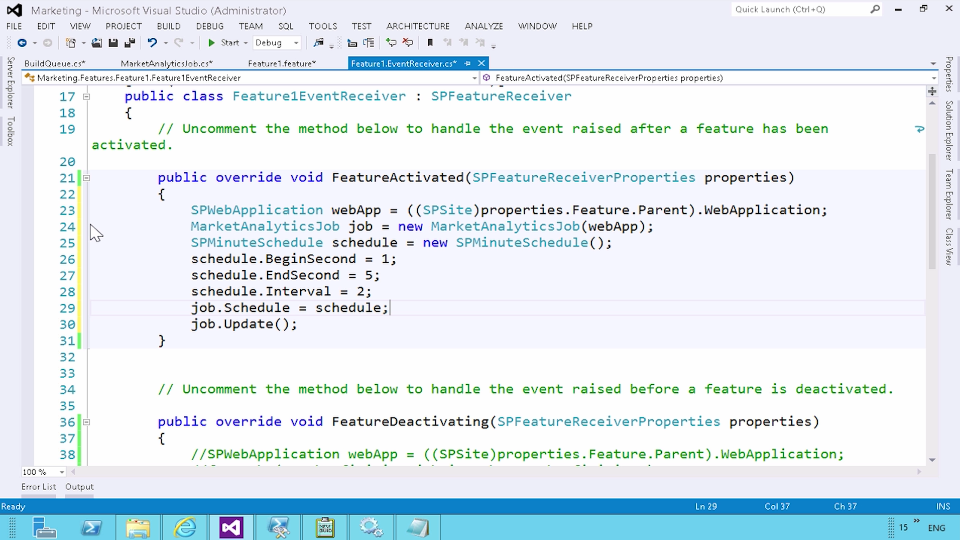 Marketing - Microsoft Visual Studio (Administrator)
Quick Launch (Ctrl+Q)
FILE EDIT VIEW PROJECT BUILD DEBUG TEAM SQL TOOLS TEST ARCHITECTURE ANALYZE WINDOW HELP
Start Debug
BuildQueue.cs* MarketAnalyticsJob.cs* Feature1.feature* Feature1.EventReceiver.cs*
Marketing.Features.Feature1.Feature1EventReceiver FeatureActivated(SPFeatureReceiverProperties properties)
Server Explorer
Toolbox
Properties
Solution Explorer
Team Explorer
Class View
17 public class Feature1EventReceiver : SPFeatureReceiver
18 {
19 // Uncomment the method below to handle the event raised after a feature has been
activated.
20
21 public override void FeatureActivated(SPFeatureReceiverProperties properties)
22 {
23 SPWebApplication webApp = ((SPSite)properties.Feature.Parent).WebApplication;
24 MarketAnalyticsJob job = new MarketAnalyticsJob(webApp);
25 SPMinuteSchedule schedule = new SPMinuteSchedule();
26 schedule.BeginSecond = 1;
27 schedule.EndSecond = 5;
28 schedule.Interval = 2;
29 job.Schedule = schedule;
30 job.Update();
31 }
32
33
34 // Uncomment the method below to handle the event raised before a feature is deactivated.
35
36 public override void FeatureDeactivating(SPFeatureReceiverProperties properties)
37 {
38 //SPWebApplication webApp = ((SPSite)properties.Feature.Parent).WebApplication;
100 %
Error List Output
Ready Ln 29 Col 37 Ch 37 INS
15 ENG